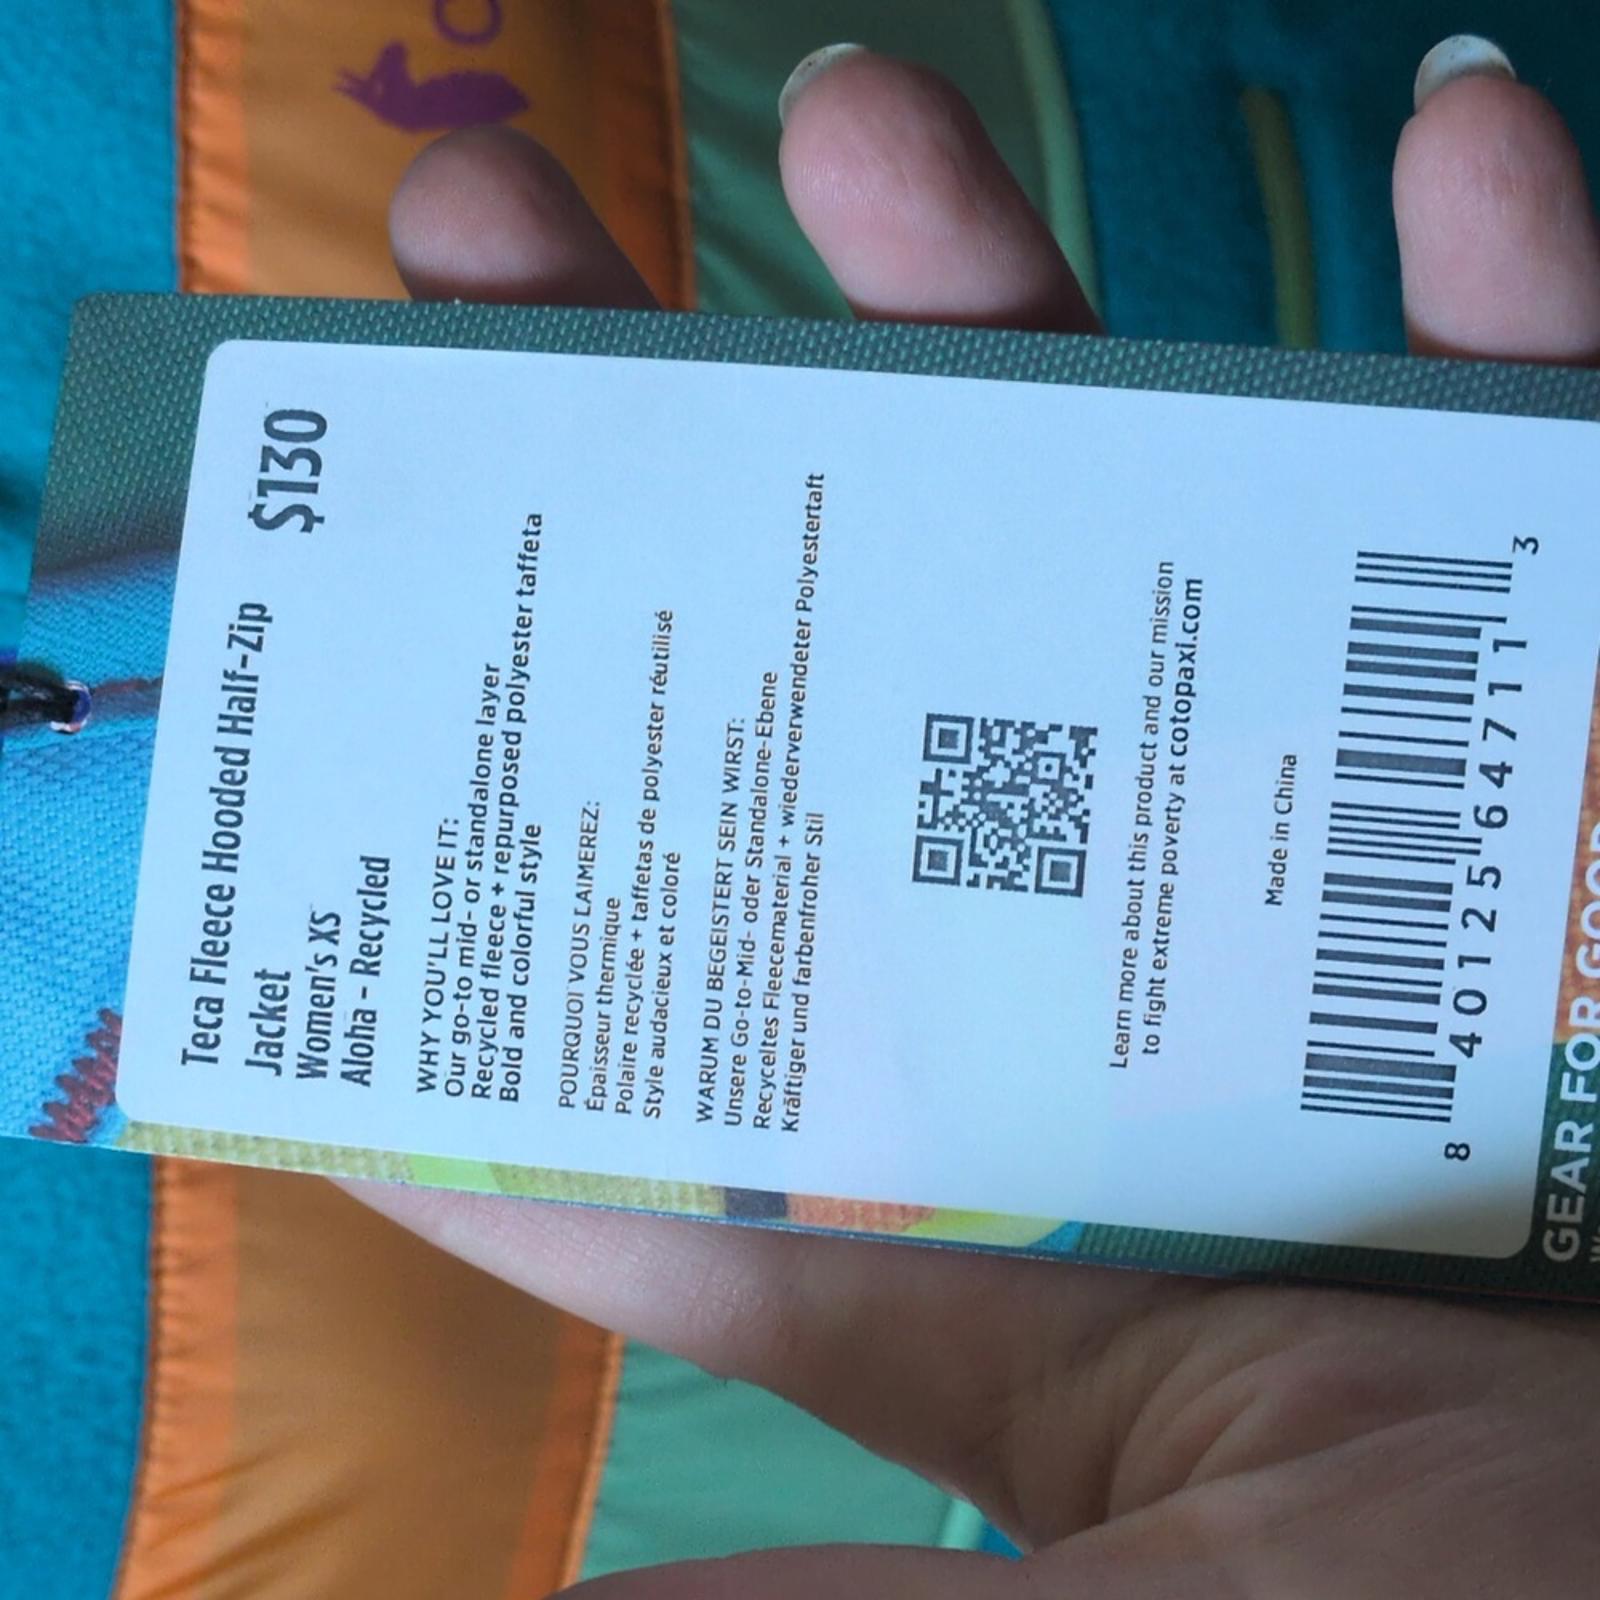 Teca Fleece Hooded Half-Zip
Jacket
$130
Women's XS
Aloha - Recycled
WHY YOU'LL LOVE IT:
Our go-to mid- or standalone layer
Recycled fleece + repurposed polyester taffeta
Bold and colorful style
POURQUOI VOUS L'AIMEREZ:
Épaisseur thermique
Polaire recyclée + taffetas de polyester réutilisé
Style audacieux et coloré
WARUM DU BEGEISTERT SEIN WIRST:
Unsere Go-to-Mid- oder Standalone-Ebene
Recyceltes Fleecematerial + wiederverwendeter Polyestertaft
Kräftiger und farbenfroher Stil
Learn more about this product and our mission
to fight extreme poverty at cotopaxi.com
Made in China
8 40125 64711 3
GEAR FOR GOOD